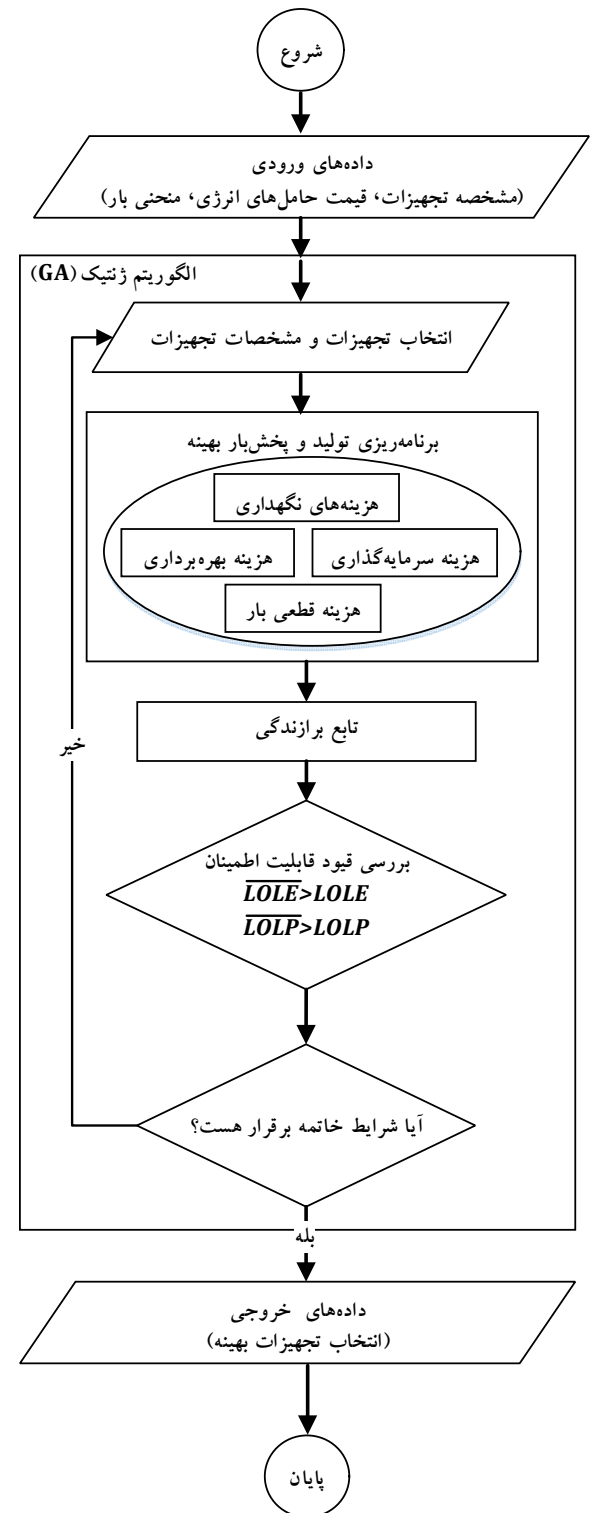 شروع
داده‌های ورودی
(مشخصه تجهیزات، قیمت حامل‌های انرژی، منحنی بار)
الگوریتم ژنتیک (GA)
انتخاب تجهیزات و مشخصات تجهیزات
برنامه‌ریزی تولید و پخش‌بار بهینه
هزینه‌های نگهداری
هزینه سرمایه‌گذاری
هزینه بهره‌برداری
هزینه قطعی بار
تابع برازندگی
خیر
بررسی قیود قابلیت اطمینان
$\overline{LOLE}$>LOLE
$\overline{LOLP}$>LOLP
آیا شرایط خاتمه برقرار هست؟
بله
داده‌های خروجی
(انتخاب تجهیزات بهینه)
پایان